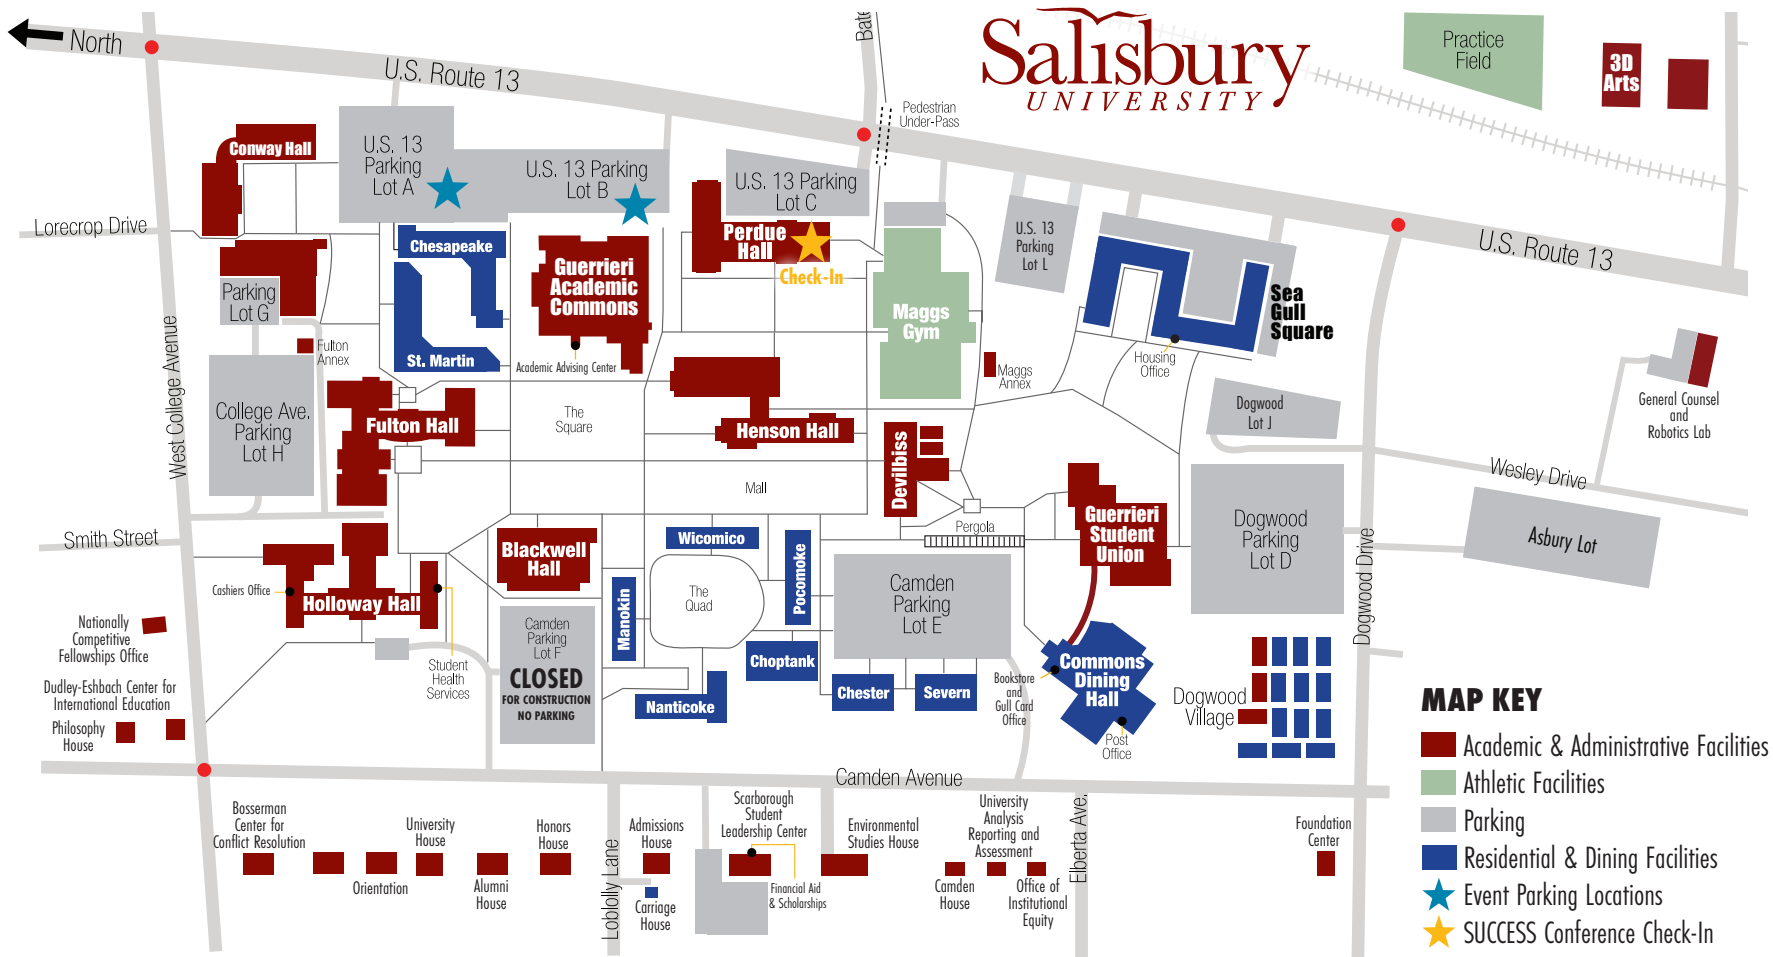 North
U.S. Route 13
Bate
Salisbury
UNIVERSITY
Pedestrian
Under-Pass
Practice
Field
3D
Arts
Conway Hall
U.S. 13
Parking
Lot A
U.S. 13 Parking
Lot B
U.S. 13 Parking
Lot C
Lorecrop Drive
Chesapeake
Guerrieri
Academic
Commons
Perdue
Hall
Check-In
U.S. 13
Parking
Lot L
U.S. Route 13
Parking
Lot G
Maggs
Gym
Sea
Gull
Square
Fulton
Annex
St. Martin
Academic Advising Center
Maggs
Annex
Housing
Office
West College Avenue
College Ave.
Parking
Lot H
Fulton Hall
The
Square
Henson Hall
Devilbiss
Dogwood
Lot J
General Counsel
and
Robotics Lab
Wesley Drive
Mall
Smith Street
Blackwell
Hall
Wicomico
Pocomoke
Pergola
Guerrieri
Student
Union
Dogwood
Parking
Lot D
Asbury Lot
Dogwood Drive
Cashiers Office
Holloway Hall
Manokin
The
Quad
Camden
Parking
Lot E
Nationally
Competitive
Fellowships Office
Student
Health
Services
Camden
Parking
Lot F
CLOSED
FOR CONSTRUCTION
NO PARKING
Choptank
Commons
Dining
Hall
Dudley-Eshbach Center for
International Education
Philosophy
House
Nanticoke
Chester
Severn
Bookstore
and
Gull Card
Office
Post
Office
Dogwood
Village
Camden Avenue
Bosserman
Center for
Conflict Resolution
Orientation
University
House
Alumni
House
Honors
House
Loblolly Lane
Admissions
House
Carriage
House
Scarborough
Student
Leadership Center
Financial Aid
& Scholarships
Environmental
Studies House
Camden
House
University
Analysis
Reporting and
Assessment
Office of
Institutional
Equity
Elberta Ave.
Foundation
Center
MAP KEY
Academic & Administrative Facilities
Athletic Facilities
Parking
Residential & Dining Facilities
Event Parking Locations
SUCCESS Conference Check-In